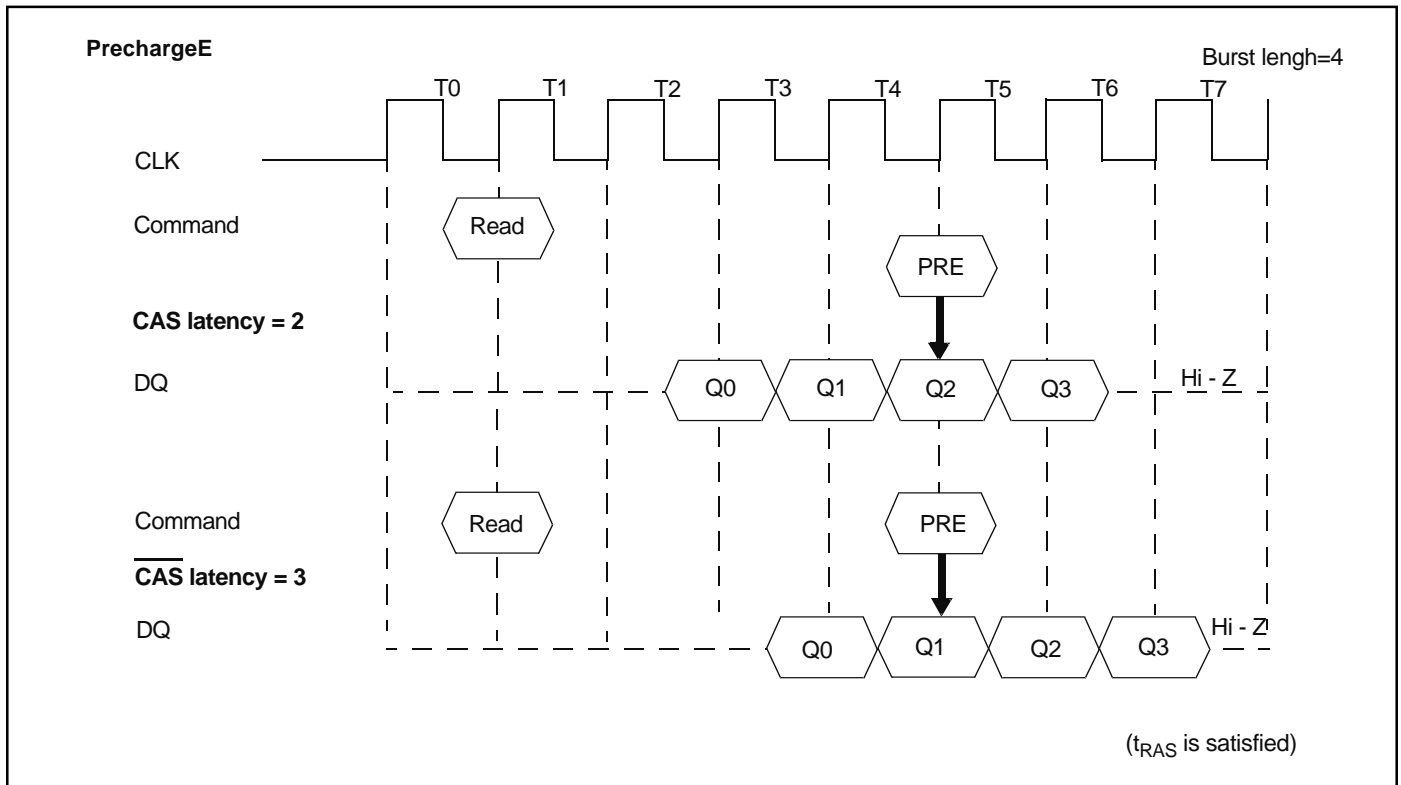 PrechargeE
Burst lengh=4
T0 T1 T2 T3 T4 T5 T6 T7
CLK
Command Read
PRE
CAS latency = 2
DQ Q0 Q1 Q2 Q3 Hi - Z
Command Read PRE
CAS latency = 3
DQ Q0 Q1 Q2 Q3 Hi - Z
(tRAS is satisfied)